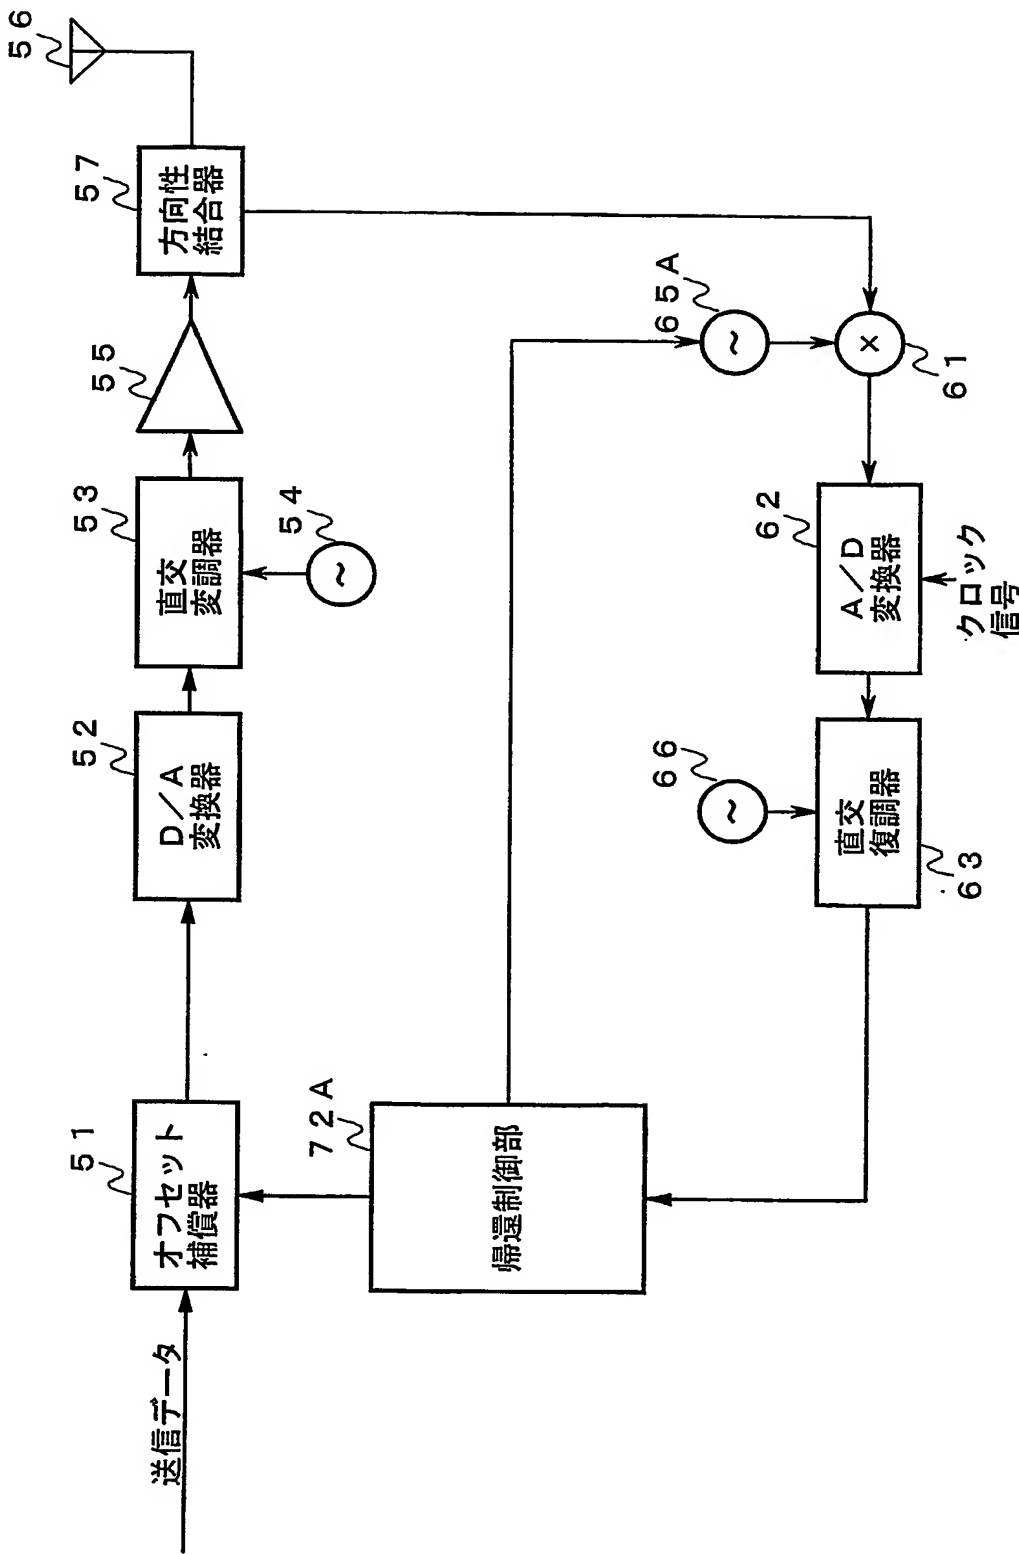 送信データ
51
オフセット
補償器
52
D/A
変換器
53
直交
変調器
54
~
55
57
方向性
結合器
56
72A
帰還制御部
65A
~
61
×
62
A/D
変換器
クロック
信号
66
~
63
直交
復調器